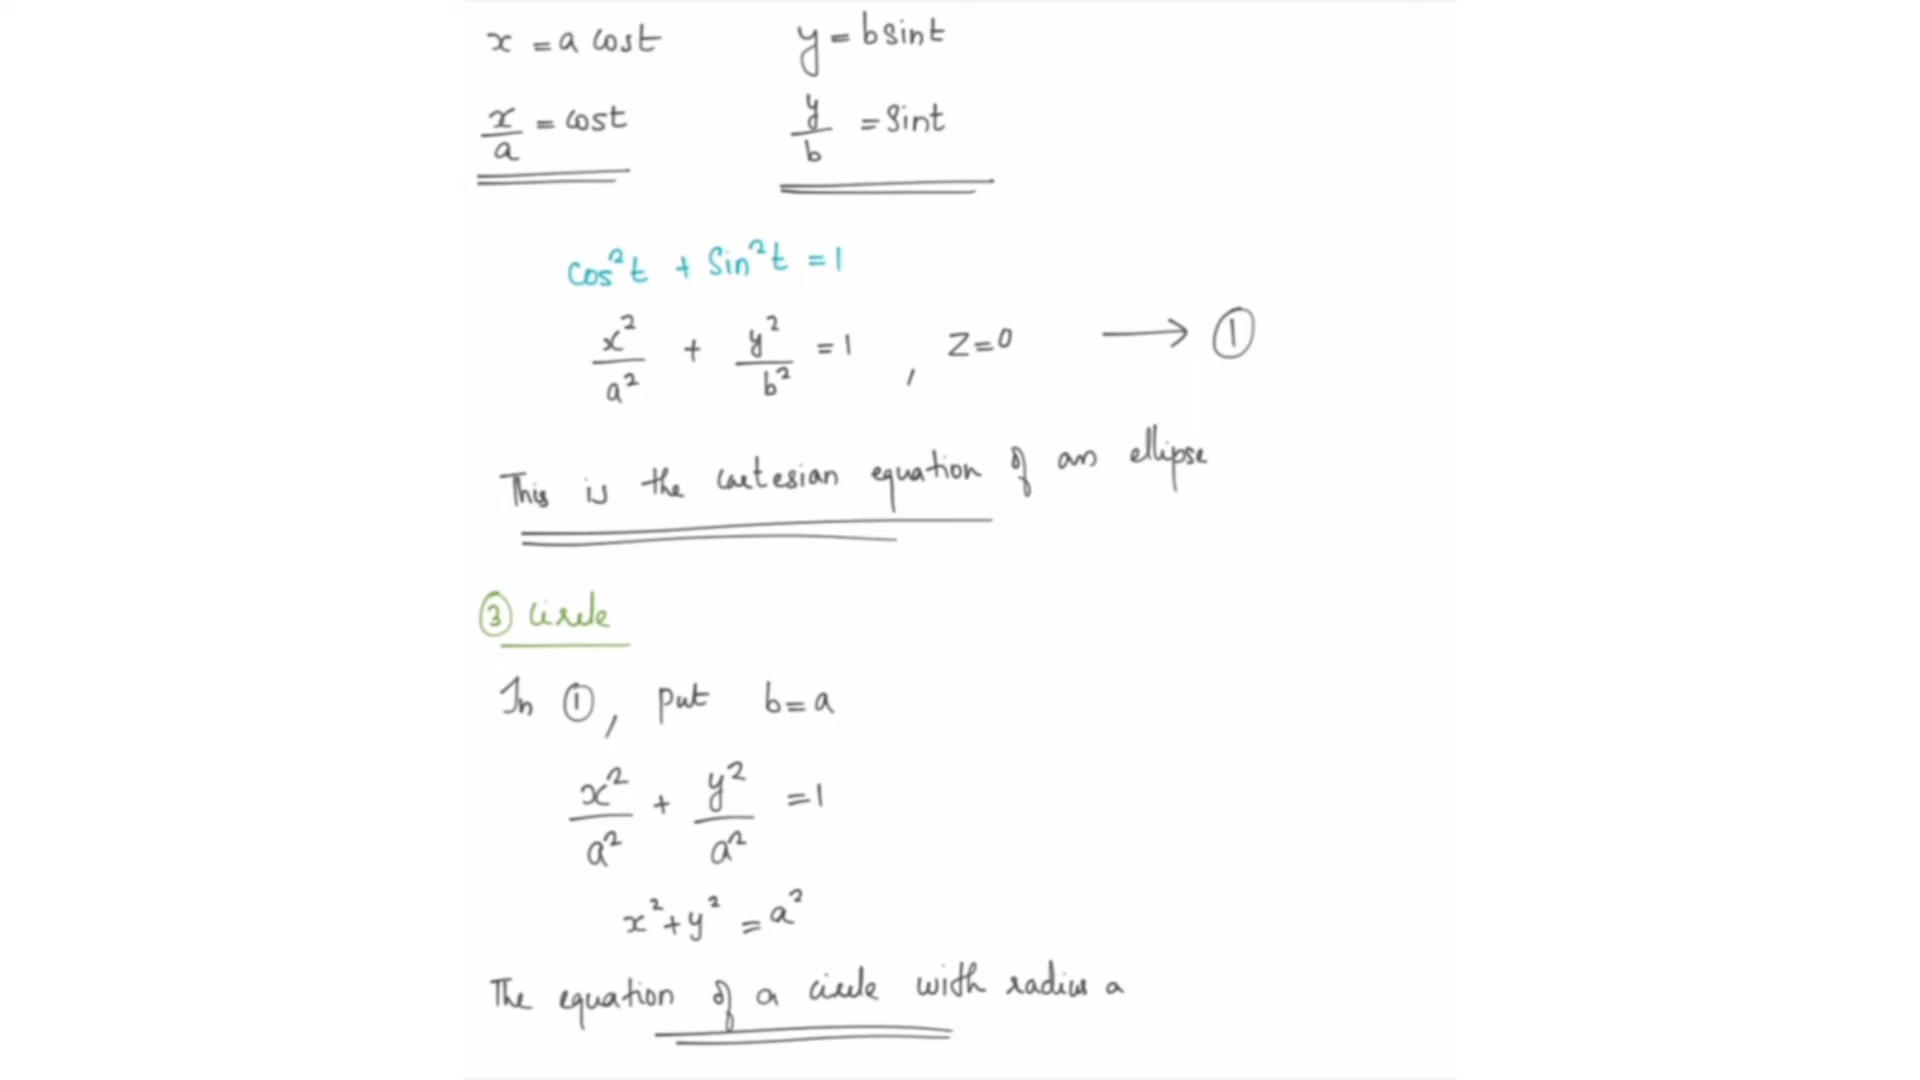 x = a cost y = b sint
x/a = cost y/b = sint
cos²t + sin²t = 1
x²/a² + y²/b² = 1 , z=0 → ①
This is the cartesian equation of an ellipse
③ circle
In ①, put b=a
x²/a² + y²/a² = 1
x²+y² = a²
The equation of a circle with radius a